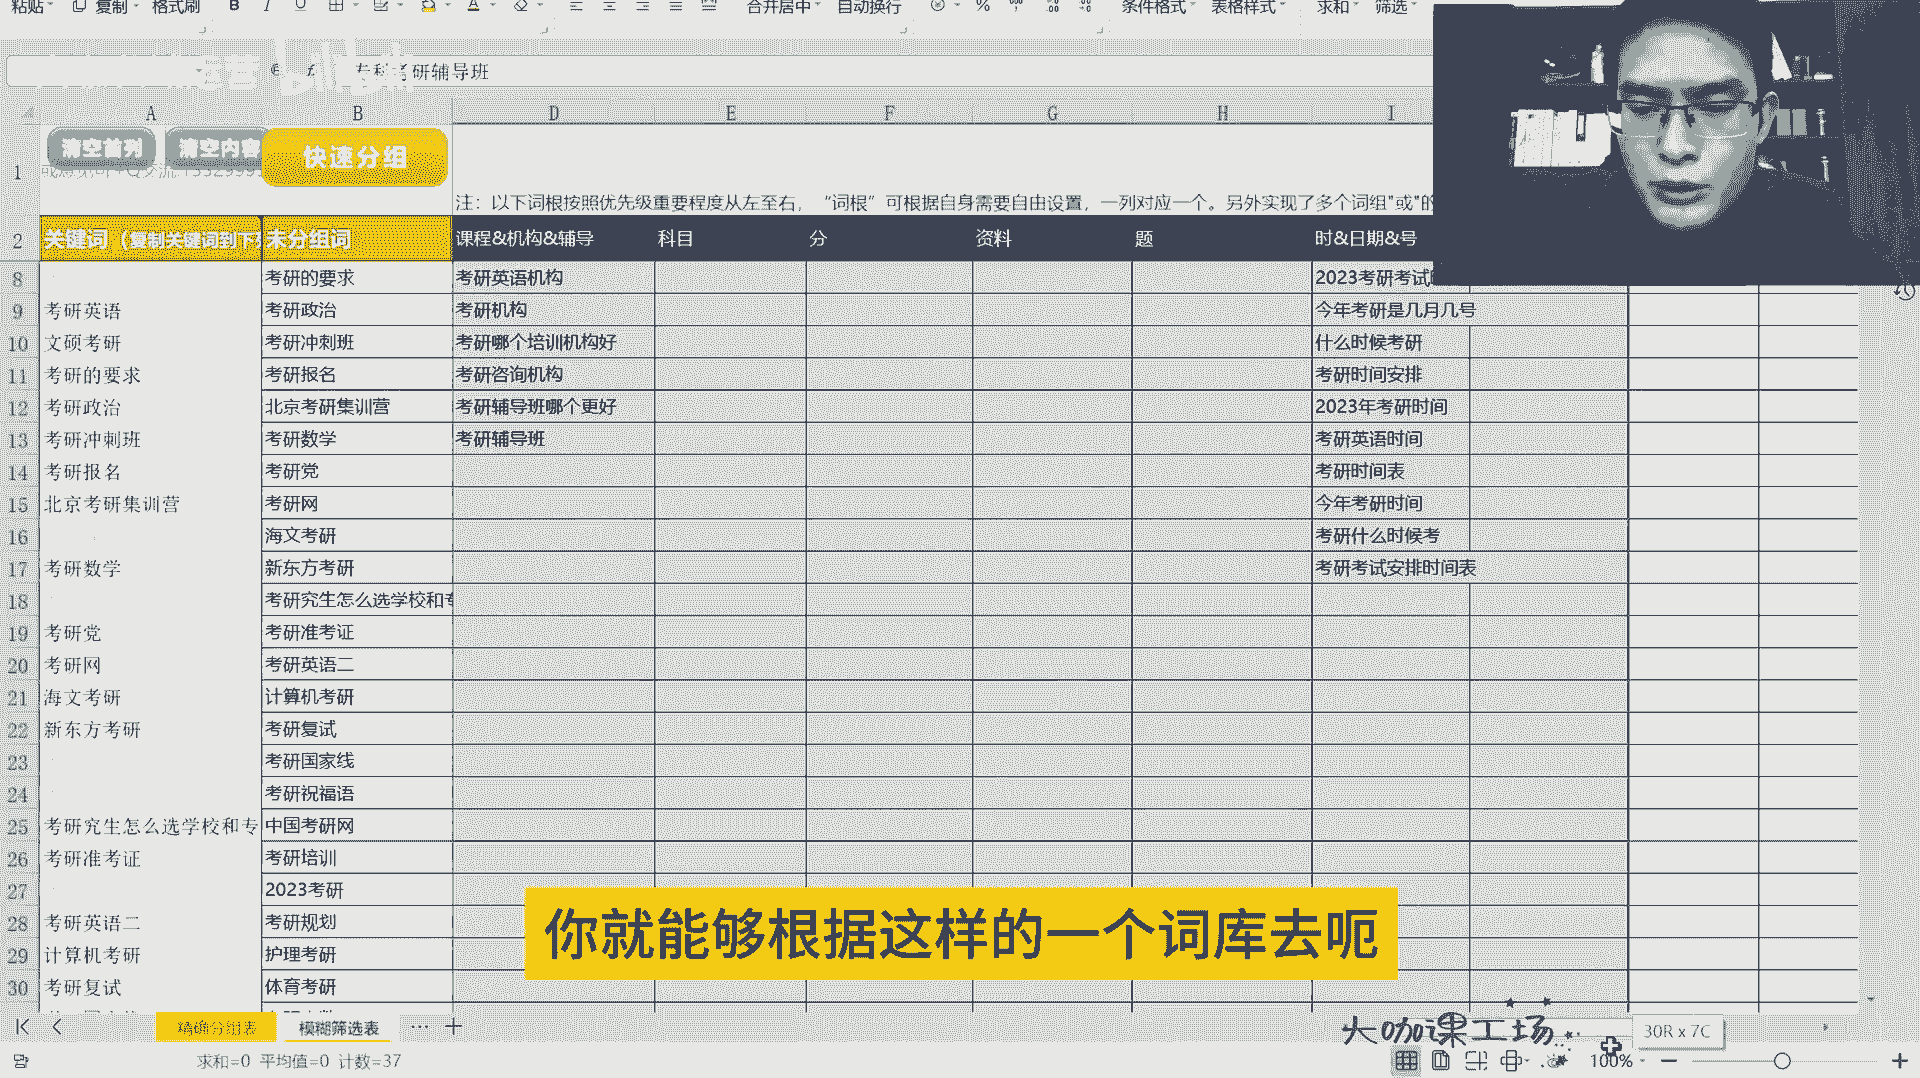 粘贴 复制 格式刷 B I U 合并居中 自动换行 % 条件格式 表格样式 求和 筛选
专科考研辅导班
A B D E F G H I
清空首列 清空内容 快速分组
1
注：以下词根按照优先级重要程度从左至右，“词根”可根据自身需要自由设置，一列对应一个。另外实现了多个词组"或"的
2 关键词（复制关键词到下 未分组词 课程&机构&辅导 科目 分 资料 题 时&日期&号
8 考研的要求 考研英语机构 2023考研考试
9 考研英语 考研政治 考研机构 今年考研是几月几号
10 文硕考研 考研冲刺班 考研哪个培训机构好 什么时候考研
11 考研的要求 考研报名 考研咨询机构 考研时间安排
12 考研政治 北京考研集训营 考研辅导班哪个更好 2023年考研时间
13 考研冲刺班 考研数学 考研辅导班 考研英语时间
14 考研报名 考研党 考研时间表
15 北京考研集训营 考研网 今年考研时间
16 海文考研 考研什么时候考
17 考研数学 新东方考研 考研考试安排时间表
18 考研究生怎么选学校和专
19 考研党 考研准考证
20 考研网 考研英语二
21 海文考研 计算机考研
22 新东方考研 考研复试
23 考研国家线
24 考研祝福语
25 考研究生怎么选学校和专 中国考研网
26 考研准考证 考研培训
27 2023考研
28 考研英语二 考研规划
29 计算机考研 护理考研
30 考研复试 体育考研
你就能够根据这样的一个词库去呃
精确分组表 模糊筛选表 ··· +
大咖课工场
30R x 7C
求和=0 平均值=0 计数=37 100%